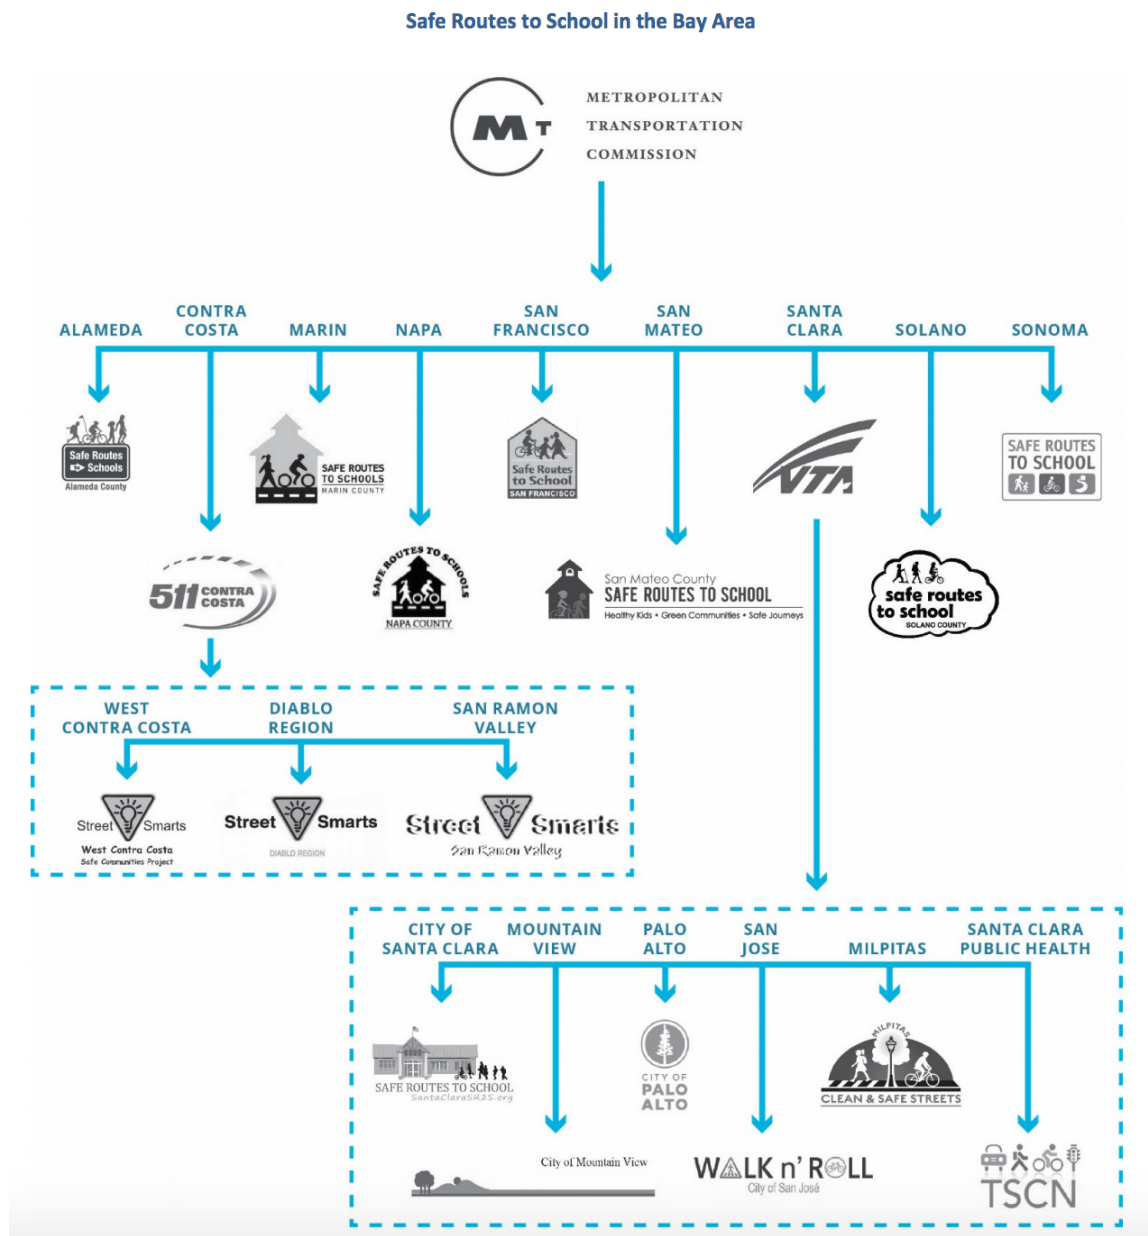 Safe Routes to School in the Bay Area
MT
METROPOLITAN
TRANSPORTATION
COMMISSION
ALAMEDA
CONTRA
COSTA
MARIN
NAPA
SAN
FRANCISCO
SAN
MATEO
SANTA
CLARA
SOLANO
SONOMA
Safe Routes
Schools
Alameda County
SAFE ROUTES
TO SCHOOLS
MARIN COUNTY
Safe Routes
to School
SAN FRANCISCO
VTA
SAFE ROUTES
TO SCHOOL
511 CONTRA
COSTA
SAFE ROUTES TO SCHOOLS
NAPA COUNTY
San Mateo County
SAFE ROUTES TO SCHOOL
Healthy Kids • Green Communities • Safe Journeys
safe routes
to school
SOLANO COUNTY
WEST
CONTRA COSTA
DIABLO
REGION
SAN RAMON
VALLEY
Street Smarts
West Contra Costa
Safe Communities Project
Street Smarts
DIABLO REGION
Street Smarts
San Ramon Valley
CITY OF
SANTA CLARA
MOUNTAIN
VIEW
PALO
ALTO
SAN
JOSE
MILPITAS
SANTA CLARA
PUBLIC HEALTH
SAFE ROUTES TO SCHOOL
SantaClaraSR2S.org
CITY OF
PALO
ALTO
MILPITAS
CLEAN & SAFE STREETS
City of Mountain View
WALK n' ROLL
City of San José
TSCN